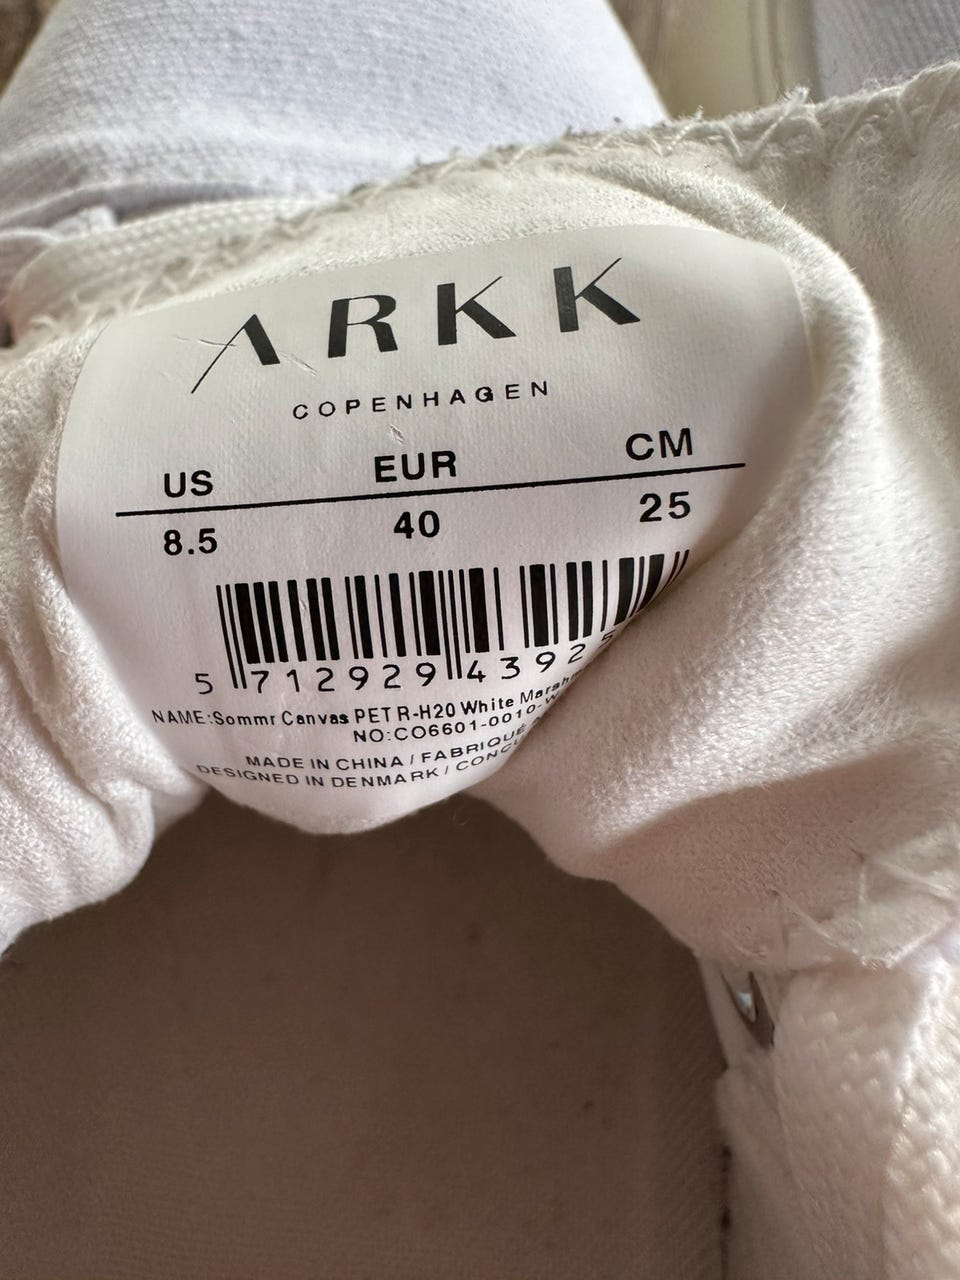 ARKK
COPENHAGEN
US EUR CM
8.5 40 25
5 712929 4392
NAME:Sommr Canvas PET R-H20 White
NO:CO6601-0010-W
MADE IN CHINA / FABRIQUÉ
DESIGNED IN DENMARK /